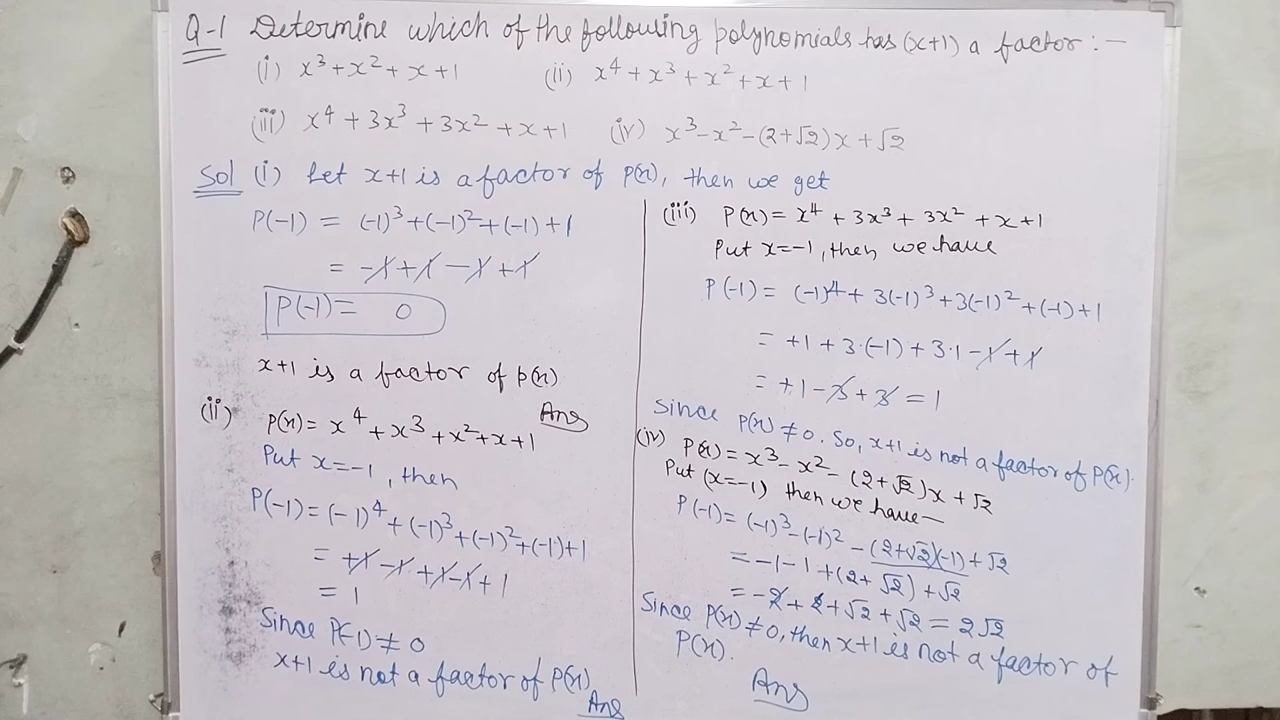 Q-1 Determine which of the following polynomials has (x+1) a factor :-
(i) x³+x²+x+1 (ii) x⁴+x³+x²+x+1
(iii) x⁴+3x³+3x²+x+1 (iv) x³-x²-(2+√2)x+√2
Sol (i) Let x+1 is a factor of P(x), then we get
P(-1) = (-1)³+(-1)²+(-1)+1
= -1+1-1+1
P(-1) = 0
x+1 is a factor of p(x)
Ans
(ii) P(x) = x⁴+x³+x²+x+1
Put x=-1, then
P(-1) = (-1)⁴+(-1)³+(-1)²+(-1)+1
= +1-1+1-1+1
= 1
Since P(-1) ≠ 0
x+1 is not a factor of P(x)
Ans
(iii) P(x) = x⁴+3x³+3x²+x+1
Put x=-1, then we have
P(-1) = (-1)⁴+3(-1)³+3(-1)²+(-1)+1
= +1+3·(-1)+3·1-1+1
= +1-3+3 = 1
Since P(x) ≠ 0. So, x+1 is not a factor of P(x).
(iv) P(x) = x³-x²-(2+√2)x+√2
Put (x=-1) then we have—
P(-1) = (-1)³-(-1)²-(2+√2)(-1)+√2
= -1-1+(2+√2)+√2
= -2+2+√2+√2 = 2√2
Since P(x) ≠ 0, then x+1 is not a factor of
P(x).
Ans